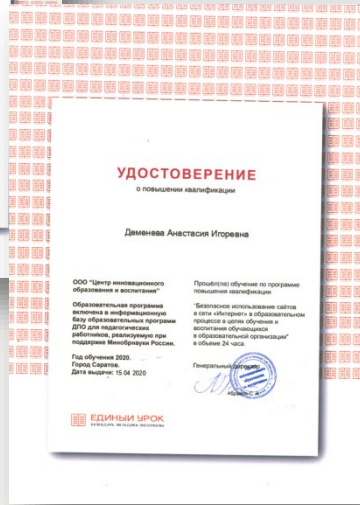 УДОСТОВЕРЕНИЕ
о повышении квалификации
Деменева Анастасия Игоревна
ООО "Центр инновационного
образования и воспитания"
Образовательная программа
включена в информационную
базу образовательных программ
ДПО для педагогических
работников, реализуемую при
поддержке Минобрнауки России.
Год обучения 2020.
Город Саратов.
Дата выдачи: 15 04 2020
Прошёл(ла) обучение по программе
повышения квалификации
"Безопасное использование сайтов
в сети «Интернет» в образовательном
процессе в целях обучения и
воспитания обучающихся
в образовательной организации"
в объеме 24 часа.
Генеральный директор
Абрамов С. А.
ЕДИНЫЙ УРОК